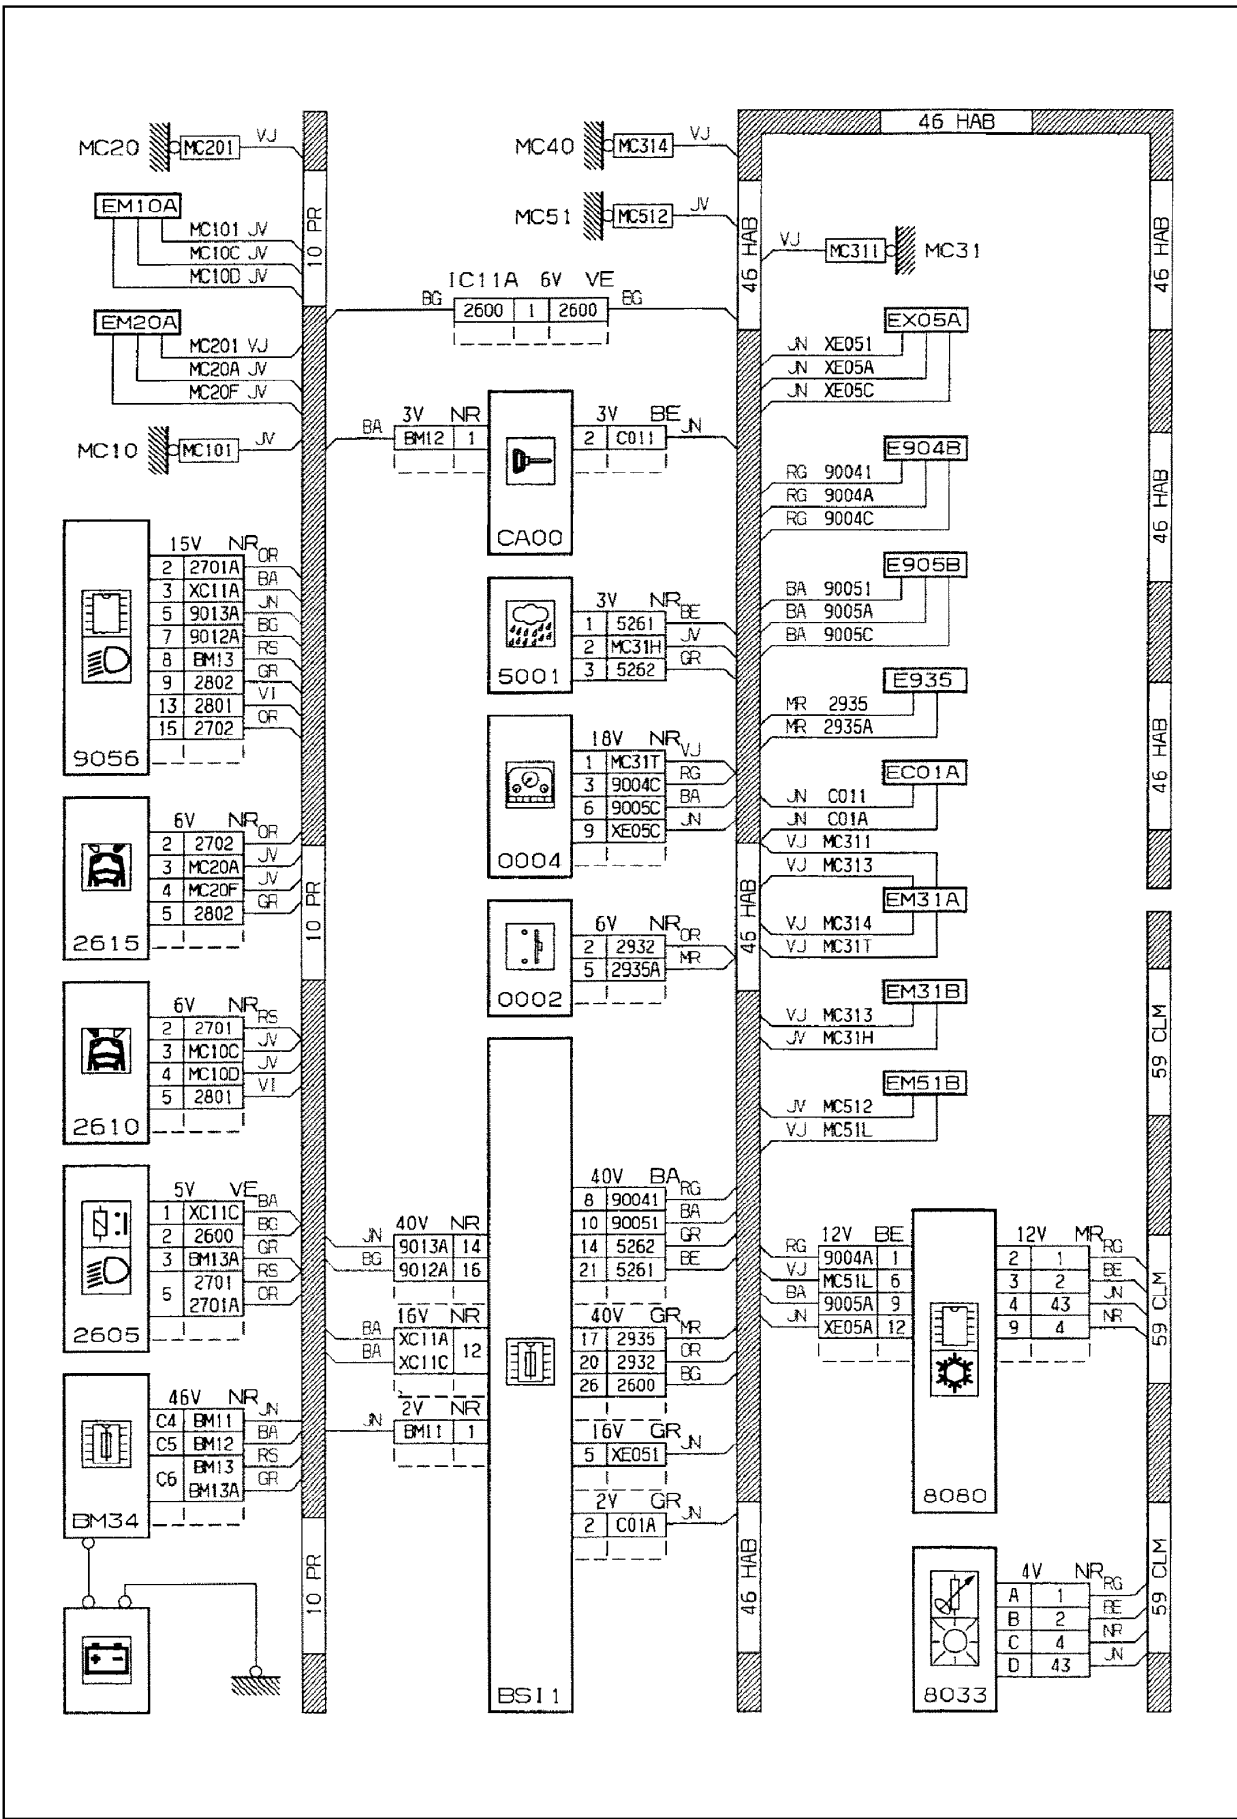 MC20 MC201 VJ
EM10A
MC101 JV
MC10C JV
MC10D JV
EM20A
MC201 VJ
MC20A JV
MC20F JV
MC10 MC101 JV
15V NR
2 2701A OR
3 XC11A BA
5 9013A JN
7 9012A BG
8 BM13 RS
9 2802 GR
13 2801 VI
15 2702 OR
9056
6V NR
2 2702 OR
3 MC20A JV
4 MC20F JV
5 2802 GR
2615
6V NR
2 2701 RS
3 MC10C JV
4 MC10D JV
5 2801 VI
2610
5V VE
1 XC11C BA
2 2600 BG
3 BM13A GR
5 2701 RS
2701A OR
2605
46V NR
C4 BM11 JN
C5 BM12 BA
C6 BM13 RS
BM13A GR
BM34
+ -
10 PR
10 PR
10 PR
MC40 MC314 VJ
MC51 MC512 JV
IC11A 6V VE
BG 2600 1 2600 BG
3V NR
BA BM12 1
3V BE
2 C011 JN
CA00
3V NR
1 5261 BE
2 MC31H JV
3 5262 GR
5001
18V NR
1 MC31T VJ
3 9004C RG
6 9005C BA
9 XE05C JN
0004
6V NR
2 2932 OR
5 2935A MR
0002
40V NR
JN 9013A 14
BG 9012A 16
16V NR
BA XC11A 12
BA XC11C
2V NR
JN BM11 1
40V BA
8 90041 RG
10 90051 BA
14 5262 GR
21 5261 BE
40V GR
17 2935 MR
20 2932 OR
26 2600 BG
16V GR
5 XE051 JN
2V GR
2 C01A JN
BSI1
46 HAB
46 HAB
46 HAB
46 HAB
46 HAB
46 HAB
46 HAB
VJ MC311 MC31
EX05A
JN XE051
JN XE05A
JN XE05C
E904B
RG 90041
RG 9004A
RG 9004C
E905B
BA 90051
BA 9005A
BA 9005C
E935
MR 2935
MR 2935A
EC01A
JN C011
JN C01A
VJ MC311
VJ MC313
EM31A
VJ MC314
VJ MC31T
EM31B
VJ MC313
JV MC31H
EM51B
JV MC512
VJ MC51L
12V BE
RG 9004A 1
VJ MC51L 6
BA 9005A 9
JN XE05A 12
12V MR
2 1 RG
3 2 BE
4 43 JN
9 4 NR
8080
4V NR
A 1 RG
B 2 BE
C 4 NR
D 43 JN
8033
59 CLM
59 CLM
59 CLM